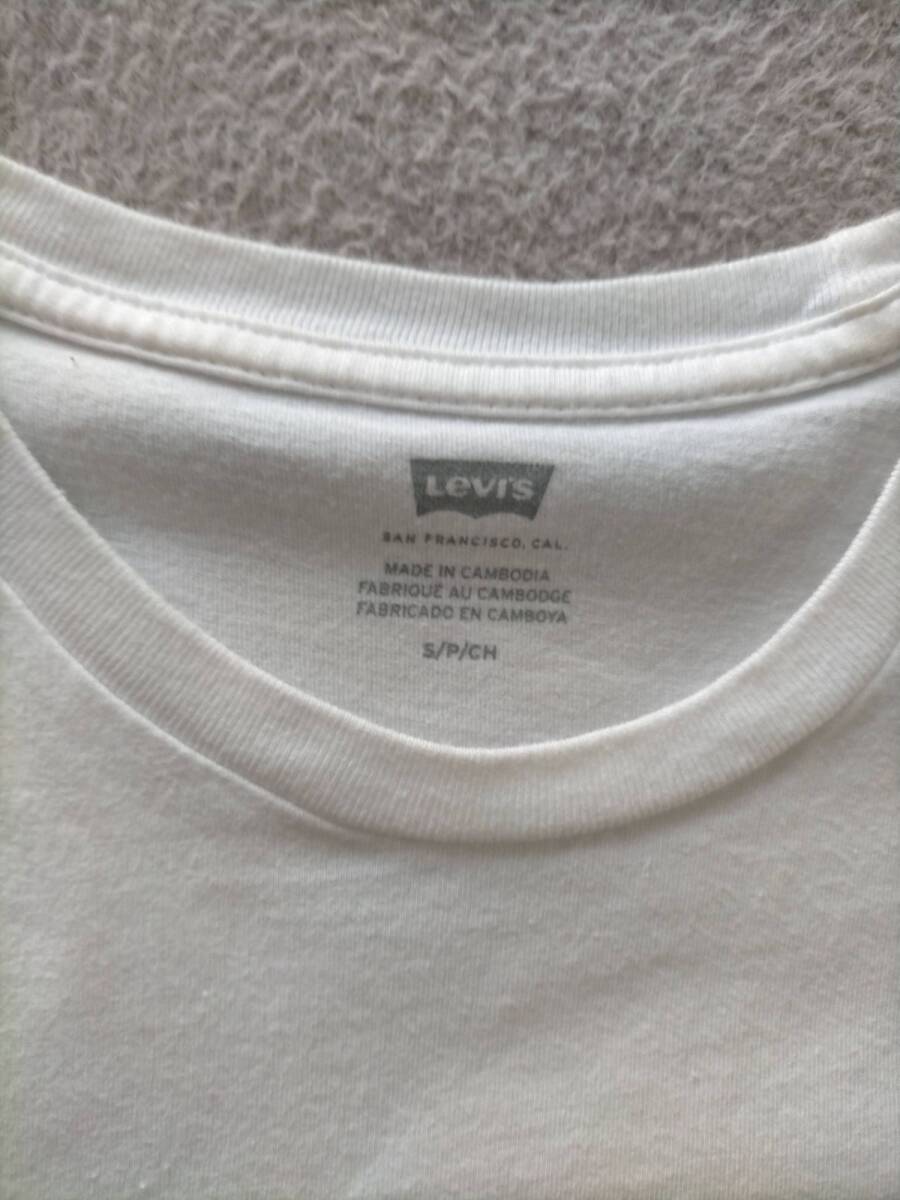 Levi's
SAN FRANCISCO, CAL.
MADE IN CAMBODIA
FABRIQUÉ AU CAMBODGE
FABRICADO EN CAMBOYA
S/P/CH